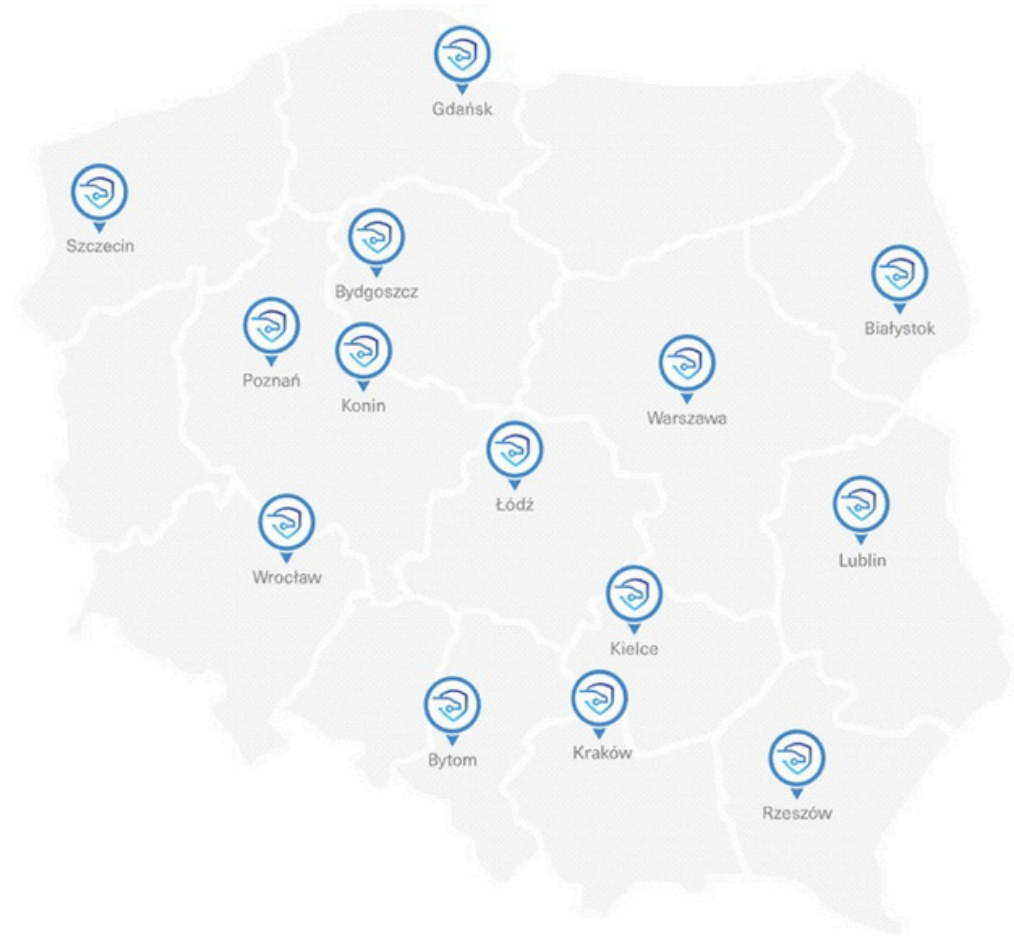 Gdańsk
Szczecin
Bydgoszcz
Białystok
Poznań
Konin
Warszawa
Łódź
Lublin
Wrocław
Kielce
Kraków
Bytom
Rzeszów